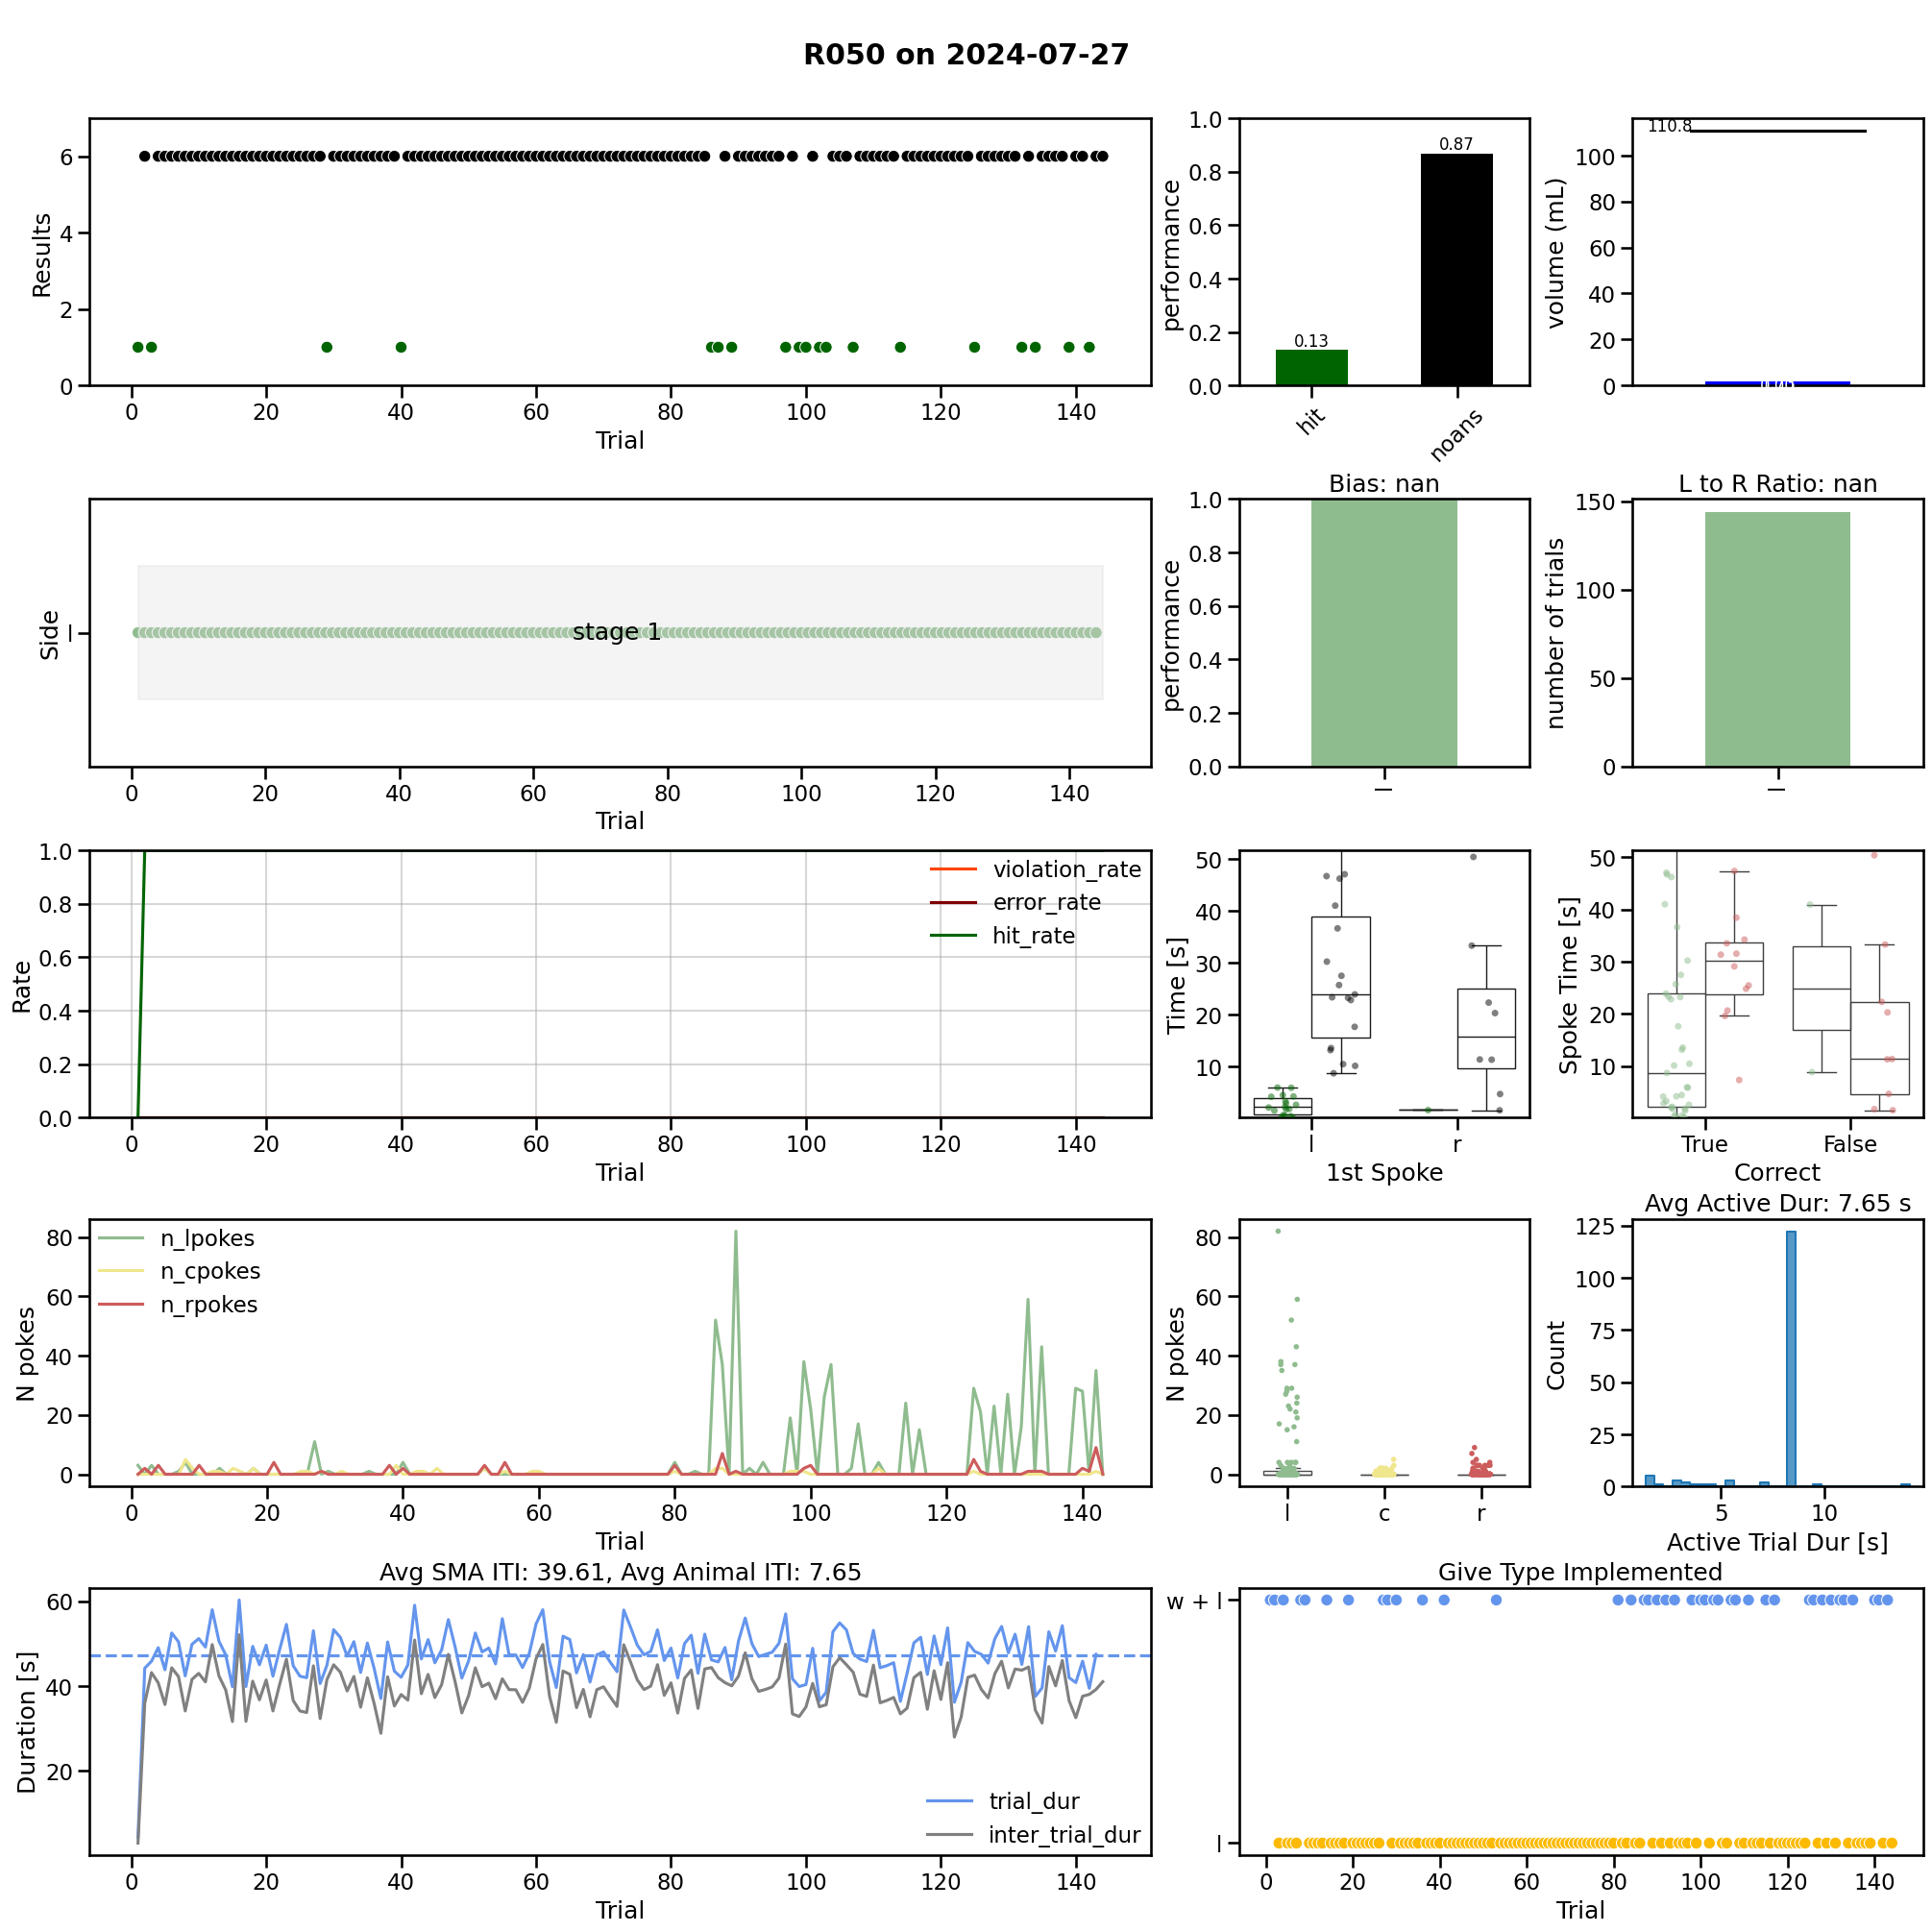 R050 on 2024-07-27
Results
0
2
4
6
0
20
40
60
80
100
120
140
Trial
performance
0.0
0.2
0.4
0.6
0.8
1.0
0.13
0.87
hit
noans
volume (mL)
0
20
40
60
80
100
110.8
Side
l
stage 1
0
20
40
60
80
100
120
140
Trial
Bias: nan
performance
0.0
0.2
0.4
0.6
0.8
1.0
l
L to R Ratio: nan
number of trials
0
50
100
150
l
Rate
0.0
0.2
0.4
0.6
0.8
1.0
violation_rate
error_rate
hit_rate
0
20
40
60
80
100
120
140
Trial
Time [s]
10
20
30
40
50
l
r
1st Spoke
Spoke Time [s]
10
20
30
40
50
True
False
Correct
N pokes
0
20
40
60
80
n_lpokes
n_cpokes
n_rpokes
0
20
40
60
80
100
120
140
Trial
N pokes
0
20
40
60
80
l
c
r
Avg Active Dur: 7.65 s
Count
0
25
50
75
100
125
5
10
Active Trial Dur [s]
Avg SMA ITI: 39.61, Avg Animal ITI: 7.65
Duration [s]
20
40
60
trial_dur
inter_trial_dur
0
20
40
60
80
100
120
140
Trial
Give Type Implemented
w + l
l
0
20
40
60
80
100
120
140
Trial